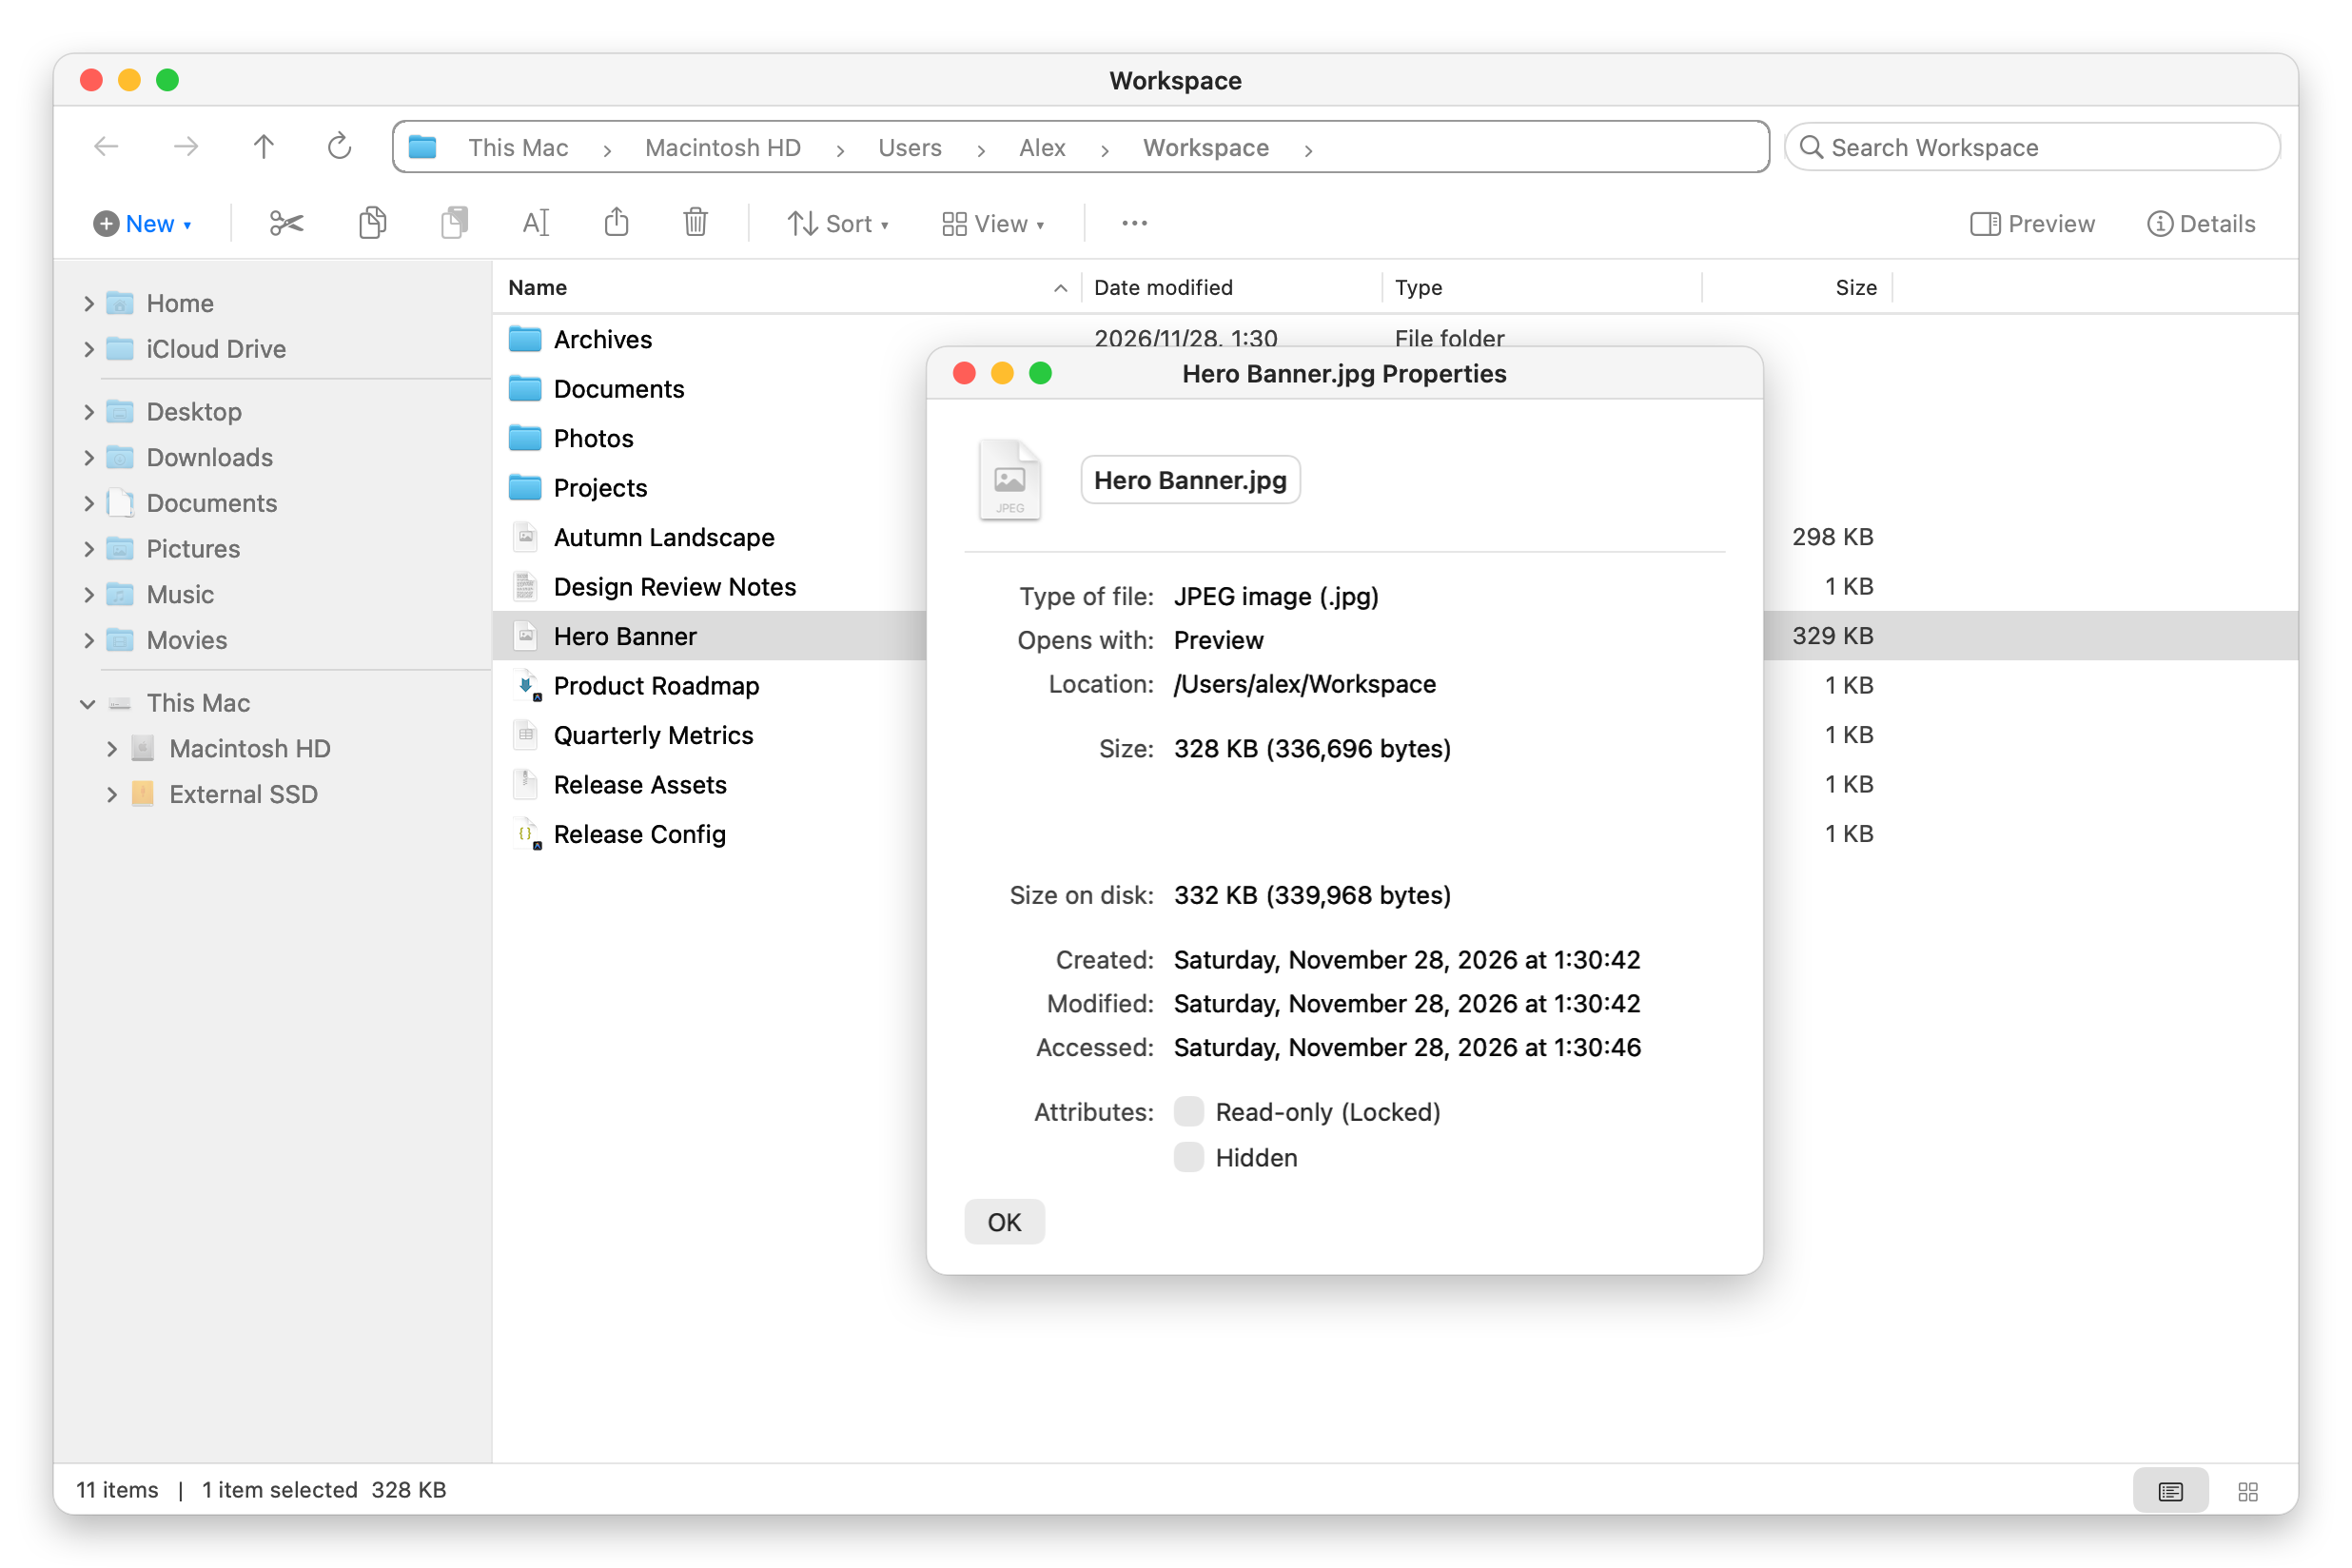 Workspace
This Mac › Macintosh HD › Users › Alex › Workspace ›
Search Workspace
New
Sort
View
Preview
Details
Home
iCloud Drive
Desktop
Downloads
Documents
Pictures
Music
Movies
This Mac
Macintosh HD
External SSD
Name Date modified Type Size
Archives 2026/11/28, 1:30 File folder
Documents
Photos
Projects
Autumn Landscape 298 KB
Design Review Notes 1 KB
Hero Banner 329 KB
Product Roadmap 1 KB
Quarterly Metrics 1 KB
Release Assets 1 KB
Release Config 1 KB
Hero Banner.jpg Properties
JPEG
Hero Banner.jpg
Type of file: JPEG image (.jpg)
Opens with: Preview
Location: /Users/alex/Workspace
Size: 328 KB (336,696 bytes)
Size on disk: 332 KB (339,968 bytes)
Created: Saturday, November 28, 2026 at 1:30:42
Modified: Saturday, November 28, 2026 at 1:30:42
Accessed: Saturday, November 28, 2026 at 1:30:46
Attributes: Read-only (Locked)
Hidden
OK
11 items | 1 item selected 328 KB